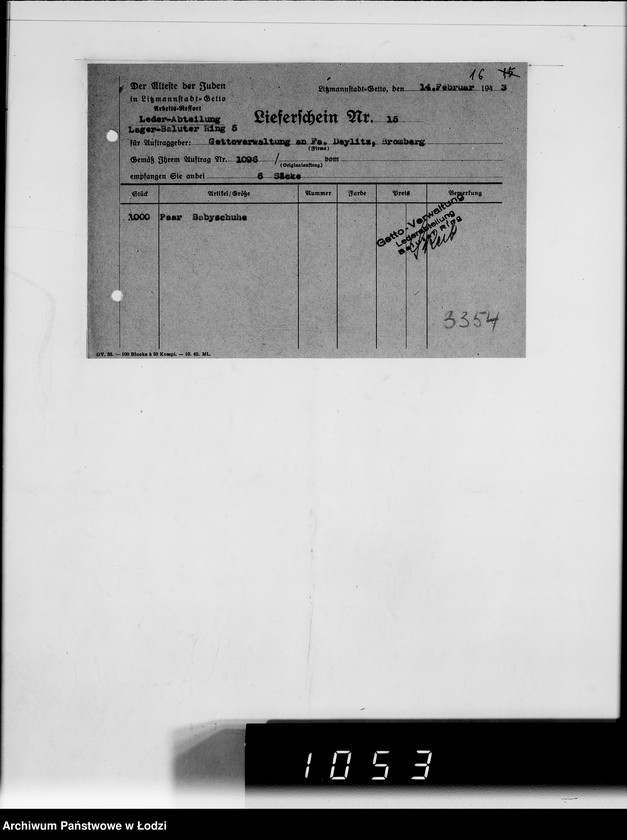 16 15
Der Älteste der Juden
in Litzmannstadt-Getto
Arbeits-Ressort
Litzmannstadt-Getto, den 14.Februar 194 3
Leder-Abteilung
Lager-Baluter Ring 5
Lieferschein Nr. 15
für Auftraggeber: Gettoverwaltung an Fa. Deylitz, Bromberg
(Firma)
Gemäß Ihrem Auftrag Nr. 1096 / vom
(Originalauftrag)
empfangen Sie anbei 6 Säcke
Stück Artikel/Größe Nummer Farbe Preis Bemerkung
1000 Paar Babyschuhe
Getto-Verwaltung
Lederabteilung
Baluter Ring
3354
GV. 36. — 100 Blocks à 50 Kompl. — 10. 42. ML.
1053
Archiwum Państwowe w Łodzi